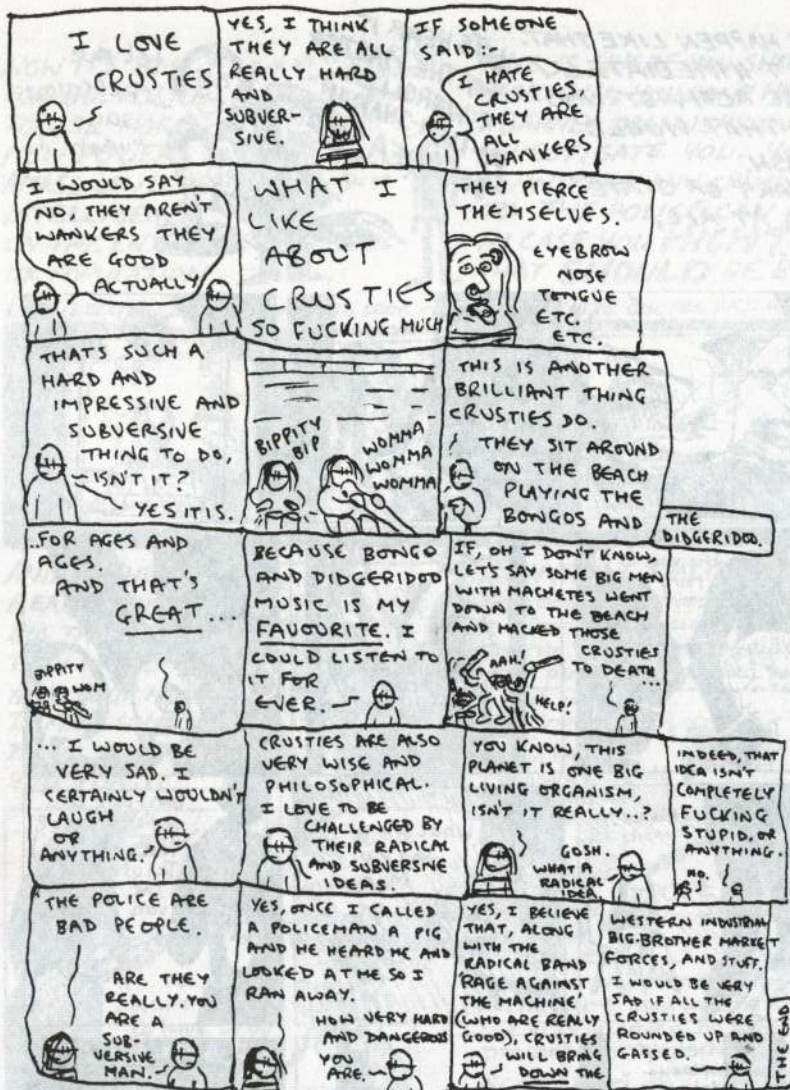 I LOVE
CRUSTIES
YES, I THINK
THEY ARE ALL
REALLY HARD
AND
SUBVER-
SIVE.
IF SOMEONE
SAID:-
I HATE
CRUSTIES.
THEY ARE
ALL
WANKERS
I WOULD SAY
NO, THEY AREN'T
WANKERS THEY
ARE GOOD
ACTUALLY
WHAT I
LIKE
ABOUT
CRUSTIES
SO FUCKING MUCH
THEY PIERCE
THEMSELVES.
EYEBROW
NOSE
TONGUE
ETC.
ETC.
THAT'S SUCH A
HARD AND
IMPRESSIVE AND
SUBVERSIVE
THING TO DO,
ISN'T IT?
YES IT IS.
BIPPITY
BIP
WOMMA
WOMMA
WOMMA
THIS IS ANOTHER
BRILLIANT THING
CRUSTIES DO.
THEY SIT AROUND
ON THE BEACH
PLAYING THE
BONGOS AND
THE
DIDGERIDOO.
..FOR AGES AND
AGES.
AND THAT'S
GREAT...
BIPPITY
WOM
BECAUSE BONGO
AND DIDGERIDOO
MUSIC IS MY
FAVOURITE. I
COULD LISTEN TO
IT FOR
EVER.
IF, OH I DON'T KNOW,
LET'S SAY SOME BIG MEN
WITH MACHETES WENT
DOWN TO THE BEACH
AND HACKED THOSE
CRUSTIES
TO DEATH...
AAH!
HELP!
... I WOULD BE
VERY SAD. I
CERTAINLY WOULDN'T
LAUGH
OR
ANYTHING.
CRUSTIES ARE ALSO
VERY WISE AND
PHILOSOPHICAL.
I LOVE TO BE
CHALLENGED BY
THEIR RADICAL
AND SUBVERSIVE
IDEAS.
YOU KNOW, THIS
PLANET IS ONE BIG
LIVING ORGANISM,
ISN'T IT REALLY..?
GOSH.
WHAT A
RADICAL
IDEA
INDEED, THAT
IDEA ISN'T
COMPLETELY
FUCKING
STUPID, OR
ANYTHING.
NO.
THE POLICE ARE
BAD PEOPLE.
ARE THEY
REALLY. YOU
ARE A
SUB-
VERSIVE
MAN.
YES, ONCE I CALLED
A POLICEMAN A PIG
AND HE HEARD ME AND
LOOKED AT ME SO I
RAN AWAY.
HOW VERY HARD
AND DANGEROUS
YOU
ARE.
YES, I BELIEVE
THAT, ALONG
WITH THE
RADICAL BAND
'RAGE AGAINST
THE MACHINE'
(WHO ARE REALLY
GOOD), CRUSTIES
WILL BRING
DOWN THE
WESTERN INDUSTRIAL
BIG-BROTHER MARKET
FORCES, AND STUFF.
I WOULD BE VERY
SAD IF ALL THE
CRUSTIES WERE
ROUNDED UP AND
GASSED.
THE END